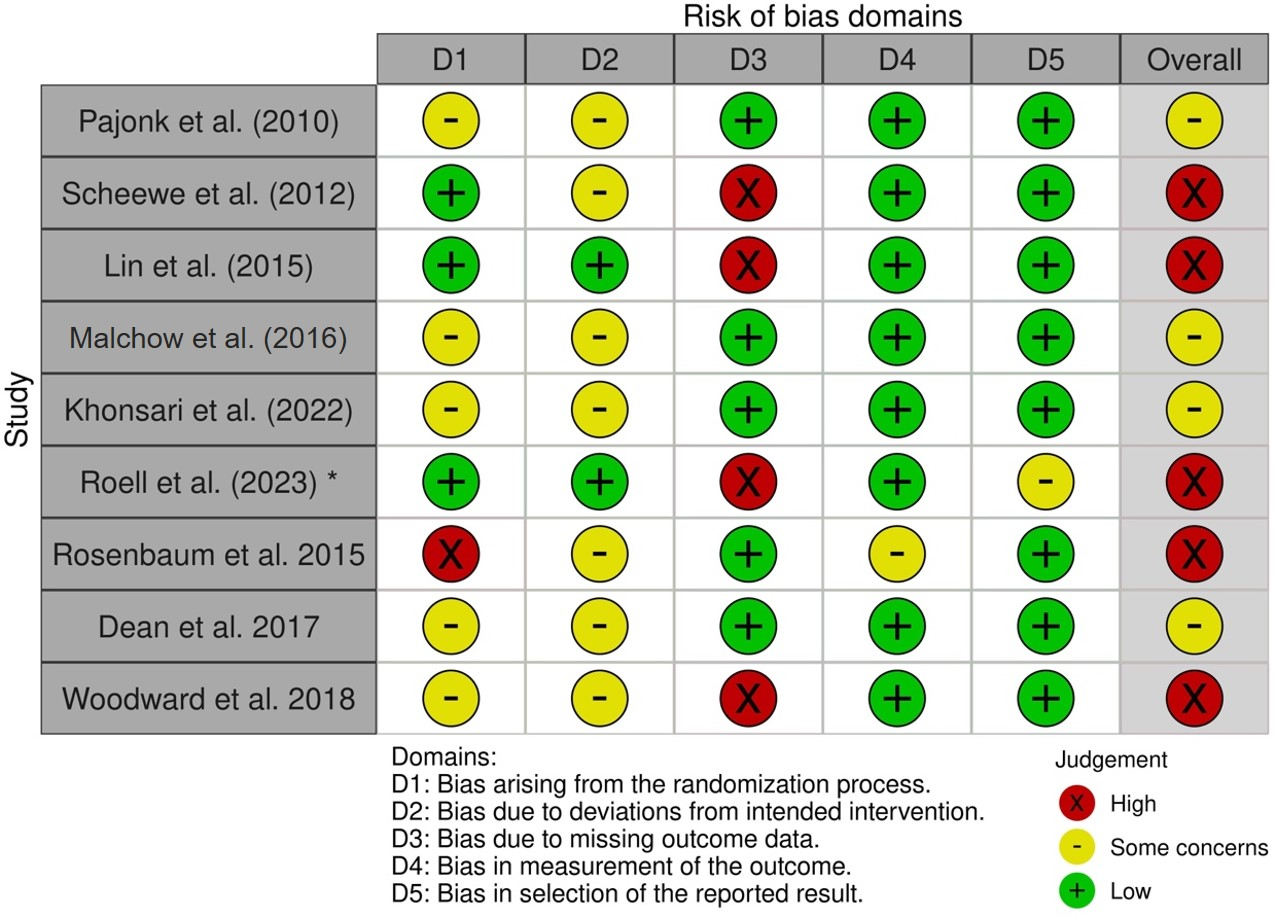 Risk of bias domains
D1 D2 D3 D4 D5 Overall
Study
Pajonk et al. (2010) - - + + + -
Scheewe et al. (2012) + - X + + X
Lin et al. (2015) + + X + + X
Malchow et al. (2016) - - + + + -
Khonsari et al. (2022) - - + + + -
Roell et al. (2023) * + + X + - X
Rosenbaum et al. 2015 X - + - + X
Dean et al. 2017 - - + + + -
Woodward et al. 2018 - - X + + X
Domains:
D1: Bias arising from the randomization process.
D2: Bias due to deviations from intended intervention.
D3: Bias due to missing outcome data.
D4: Bias in measurement of the outcome.
D5: Bias in selection of the reported result.
Judgement
X High
- Some concerns
+ Low